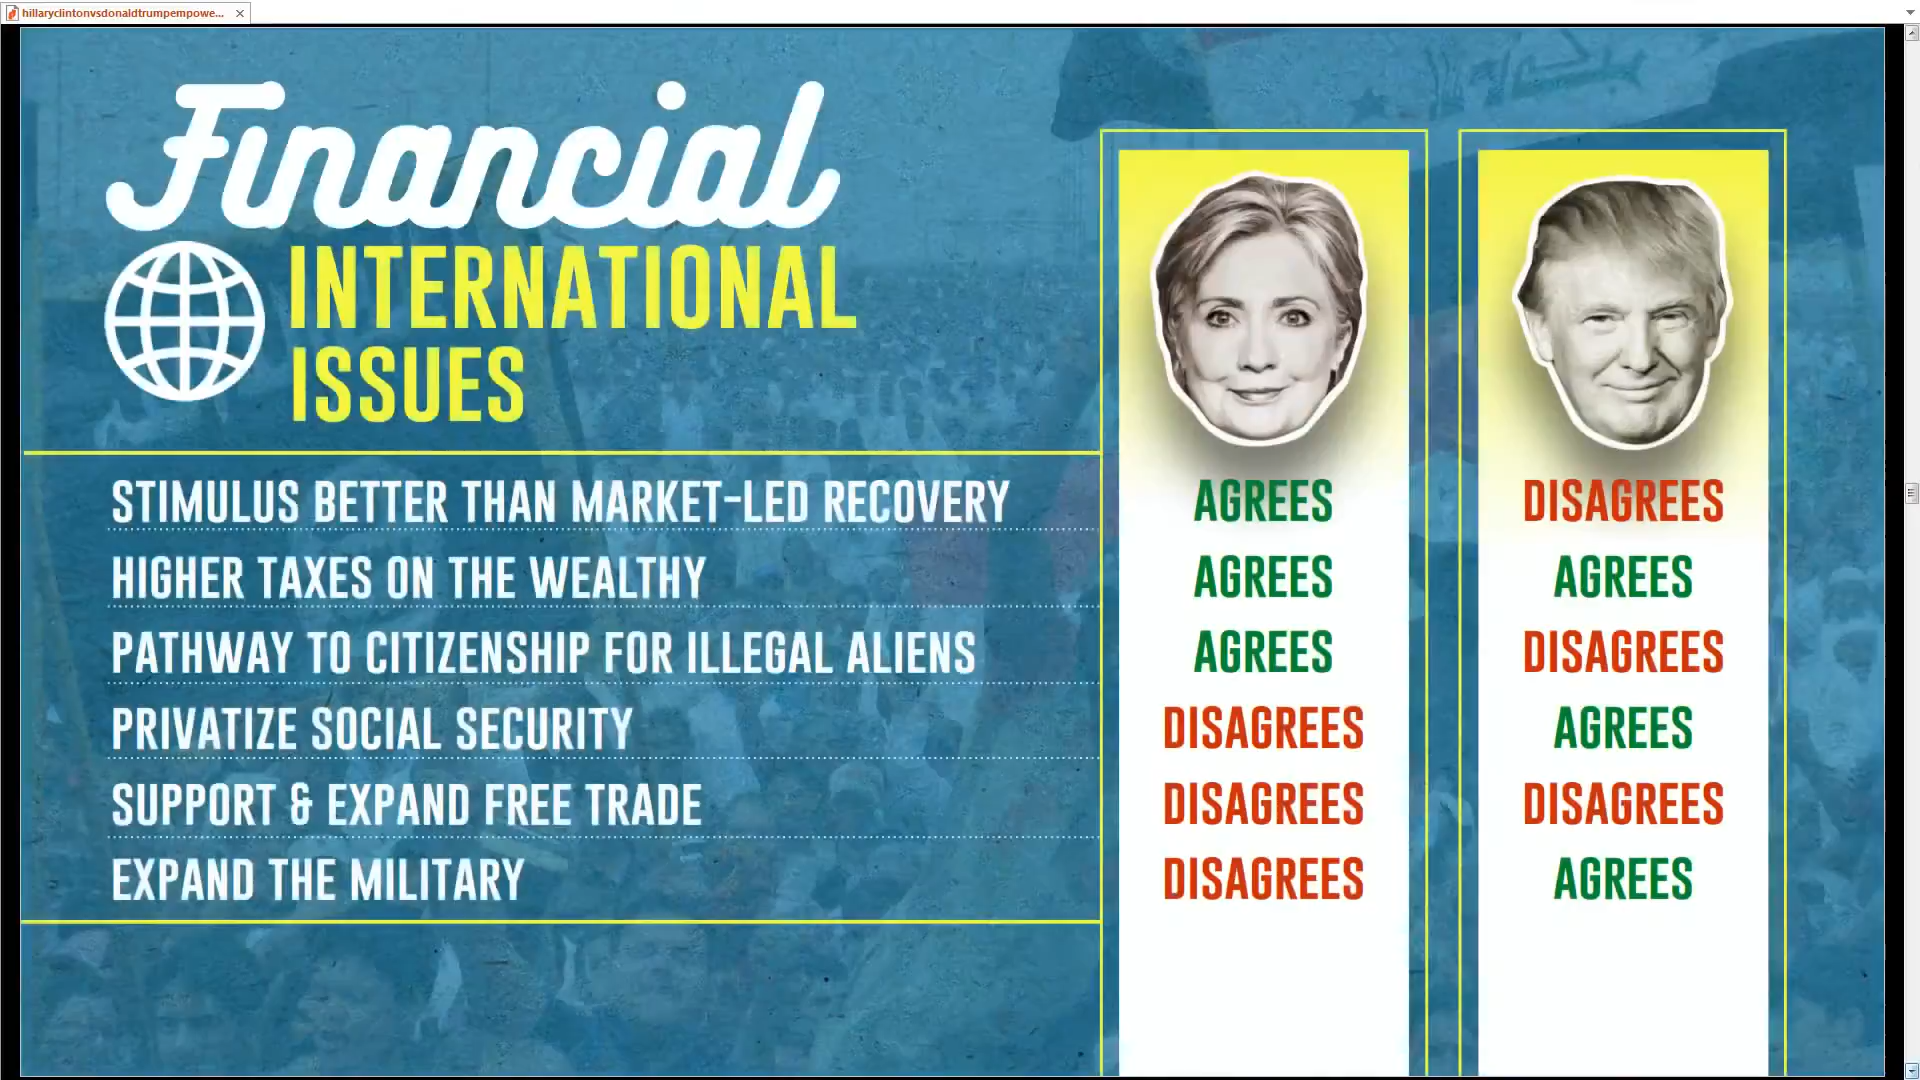 hillaryclintonvsdonaldtrumpempowe...
Financial
INTERNATIONAL
ISSUES
STIMULUS BETTER THAN MARKET-LED RECOVERY AGREES DISAGREES
HIGHER TAXES ON THE WEALTHY AGREES AGREES
PATHWAY TO CITIZENSHIP FOR ILLEGAL ALIENS AGREES DISAGREES
PRIVATIZE SOCIAL SECURITY DISAGREES AGREES
SUPPORT & EXPAND FREE TRADE DISAGREES DISAGREES
EXPAND THE MILITARY DISAGREES AGREES